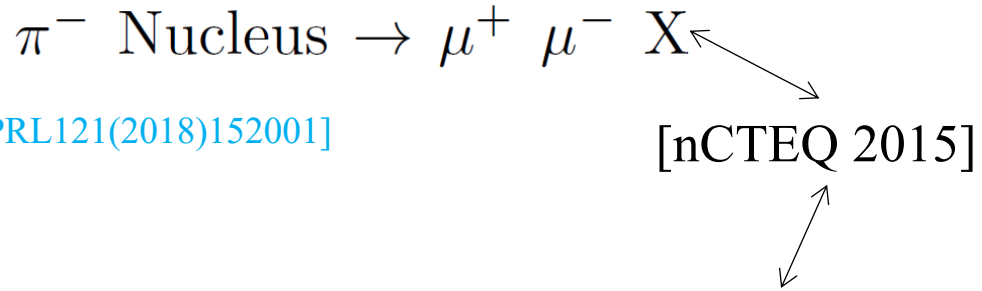 π⁻ Nucleus → μ⁺ μ⁻ X
PRL121(2018)152001]
[nCTEQ 2015]